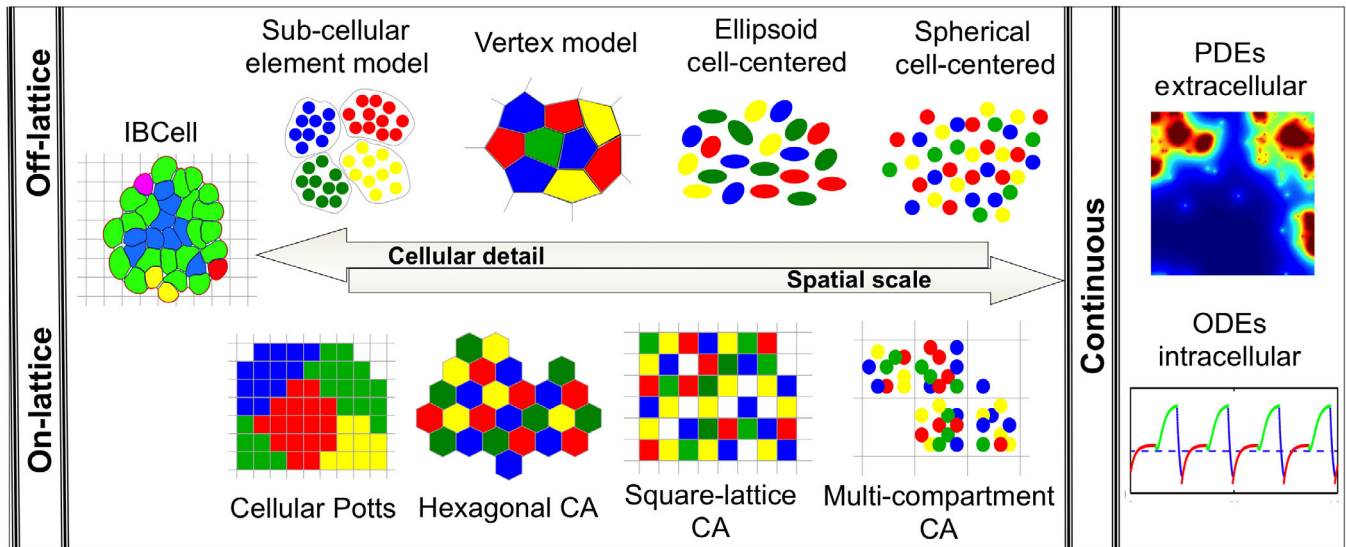 Off-lattice
On-lattice
IBCell
Sub-cellular
element model
Vertex model
Ellipsoid
cell-centered
Spherical
cell-centered
Cellular detail
Spatial scale
Cellular Potts
Hexagonal CA
Square-lattice
CA
Multi-compartment
CA
Continuous
PDEs
extracellular
ODEs
intracellular